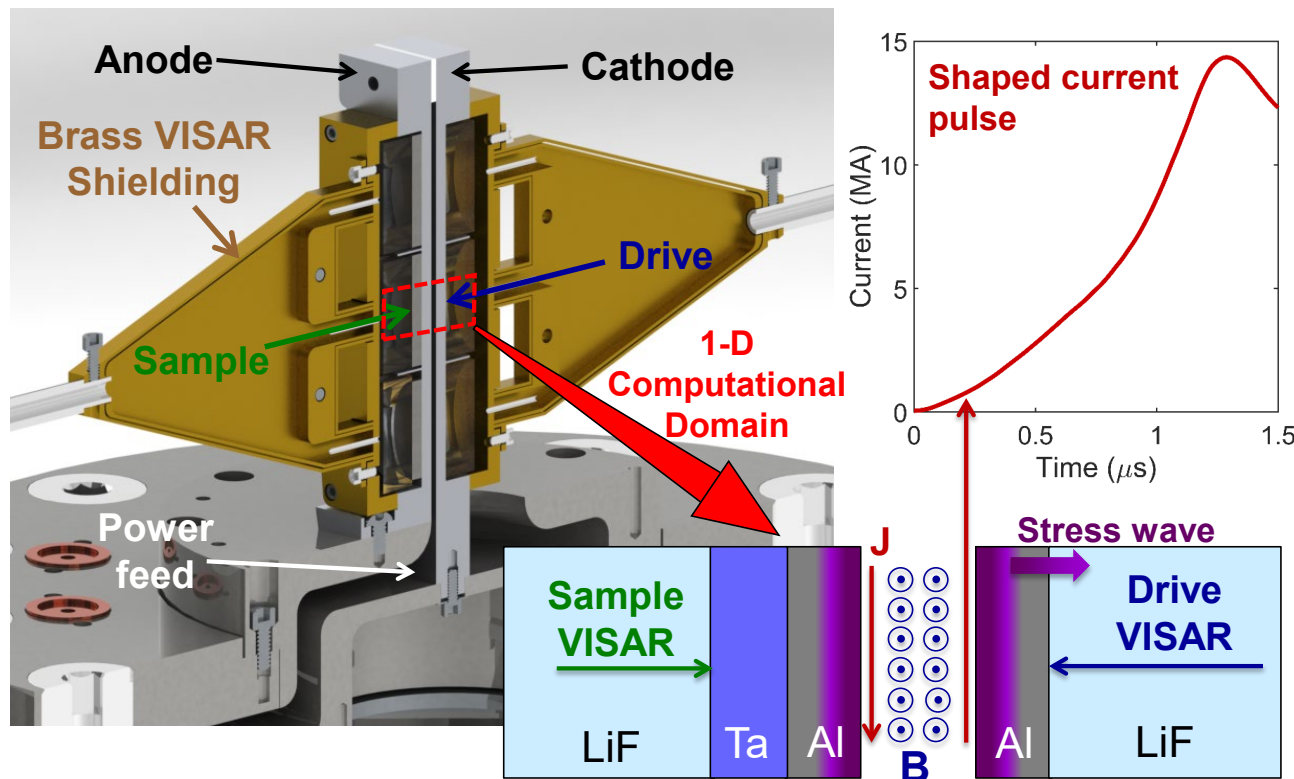 Anode
Cathode
Brass VISAR
Shielding
Drive
Sample
1-D
Computational
Domain
Power
feed
15
10
5
0
Current (MA)
Shaped current
pulse
0
0.5
1
1.5
Time (μs)
J
Stress wave
Sample
VISAR
Drive
VISAR
LiF
Ta
Al
B
Al
LiF